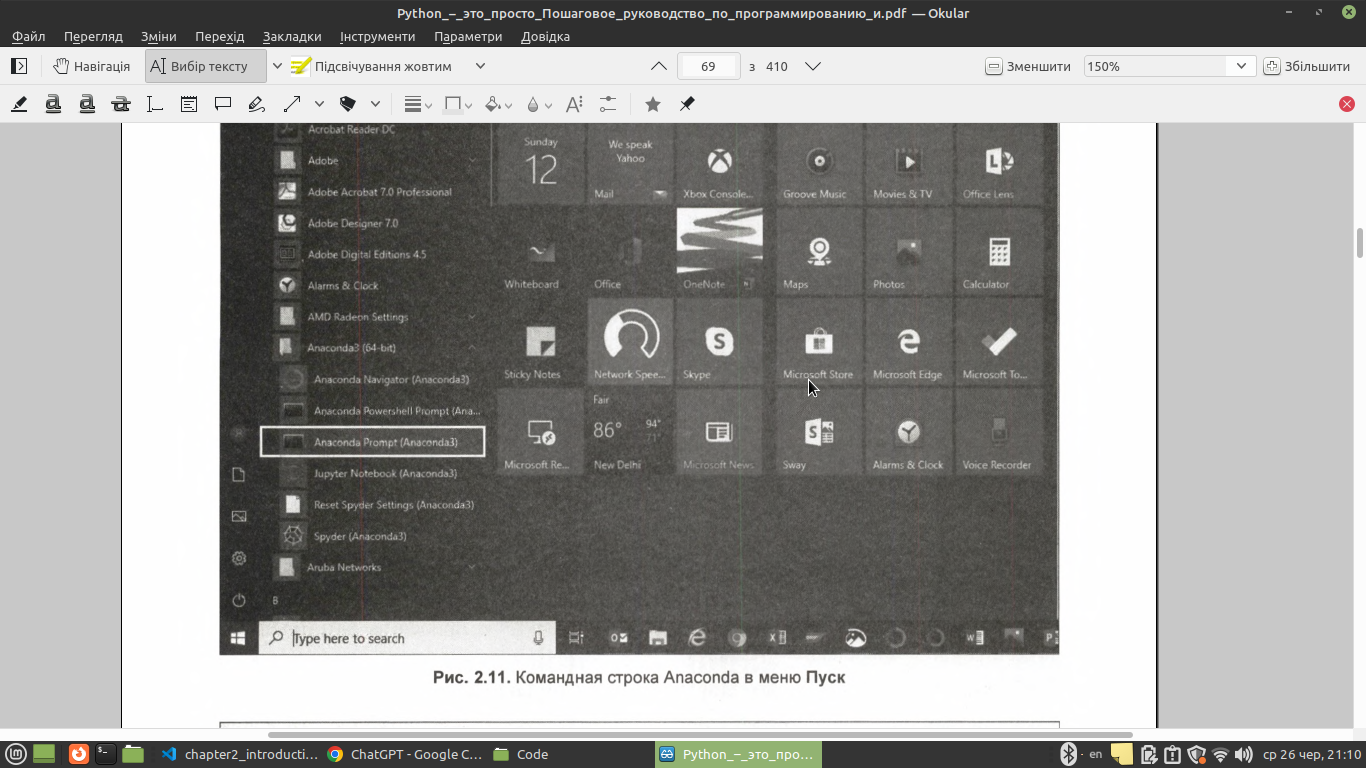 Python_–_это_просто_Пошаговое_руководство_по_программированию_и.pdf — Okular
Файл Перегляд Зміни Перехід Закладки Інструменти Параметри Довідка
Навігація Вибір тексту Підсвічування жовтим 69 з 410 Зменшити 150% Збільшити
Acrobat Reader DC
Adobe
Adobe Acrobat 7.0 Professional
Adobe Designer 7.0
Adobe Digital Editions 4.5
Alarms & Clock
AMD Radeon Settings
Anaconda3 (64-bit)
Anaconda Navigator (Anaconda3)
Anaconda Powershell Prompt (Ana...
Anaconda Prompt (Anaconda3)
Jupyter Notebook (Anaconda3)
Reset Spyder Settings (Anaconda3)
Spyder (Anaconda3)
Aruba Networks
B
Sunday
12
We speak
Yahoo
Mail
Xbox Console...
Groove Music
Movies & TV
Office Lens
Whiteboard
Office
OneNote
Maps
Photos
Calculator
Sticky Notes
Network Spee...
Skype
Microsoft Store
Microsoft Edge
Microsoft To...
Microsoft Re...
Fair
86°
94°
71°
New Delhi
Microsoft News
Sway
Alarms & Clock
Voice Recorder
Type here to search
Рис. 2.11. Командная строка Anaconda в меню Пуск
chapter2_introducti... ChatGPT - Google C... Code Python_–_это_про... en ср 26 чер, 21:10